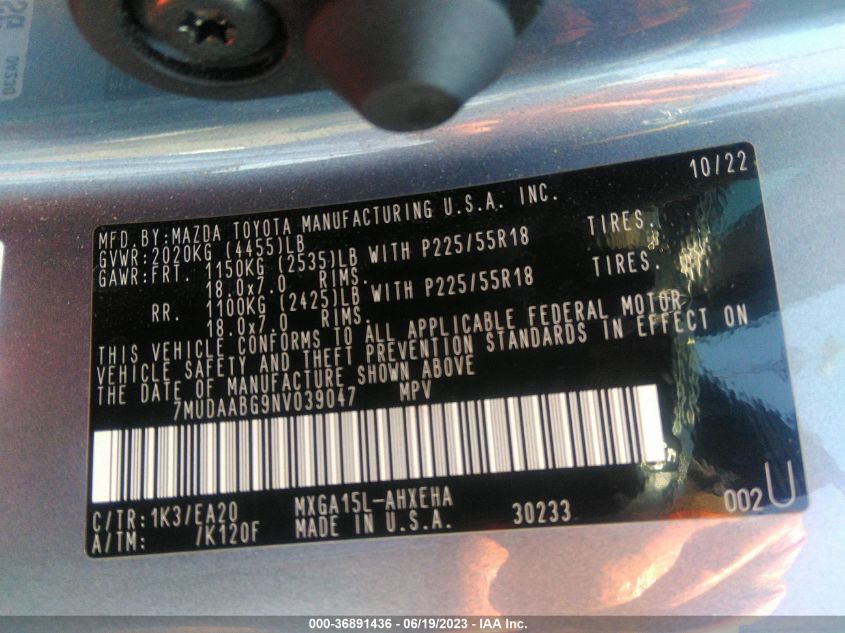 10/22
MFD.BY:MAZDA TOYOTA MANUFACTURING U.S.A. INC.
GVWR:2020KG (4455)LB
GAWR:FRT. 1150KG (2535)LB WITH P225/55R18 TIRES.
18.0x7.0 RIMS.
RR. 1100KG (2425)LB WITH P225/55R18 TIRES.
18.0x7.0 RIMS.
THIS VEHICLE CONFORMS TO ALL APPLICABLE FEDERAL MOTOR
VEHICLE SAFETY AND THEFT PREVENTION STANDARDS IN EFFECT ON
THE DATE OF MANUFACTURE SHOWN ABOVE
7MUDAABG9NV039047 MPV
C/TR:1K3/EA20 MXGA15L-AHXEHA
A/TM: /K120F MADE IN U.S.A. 30233 002U
000-36891436 - 06/19/2023 - IAA Inc.